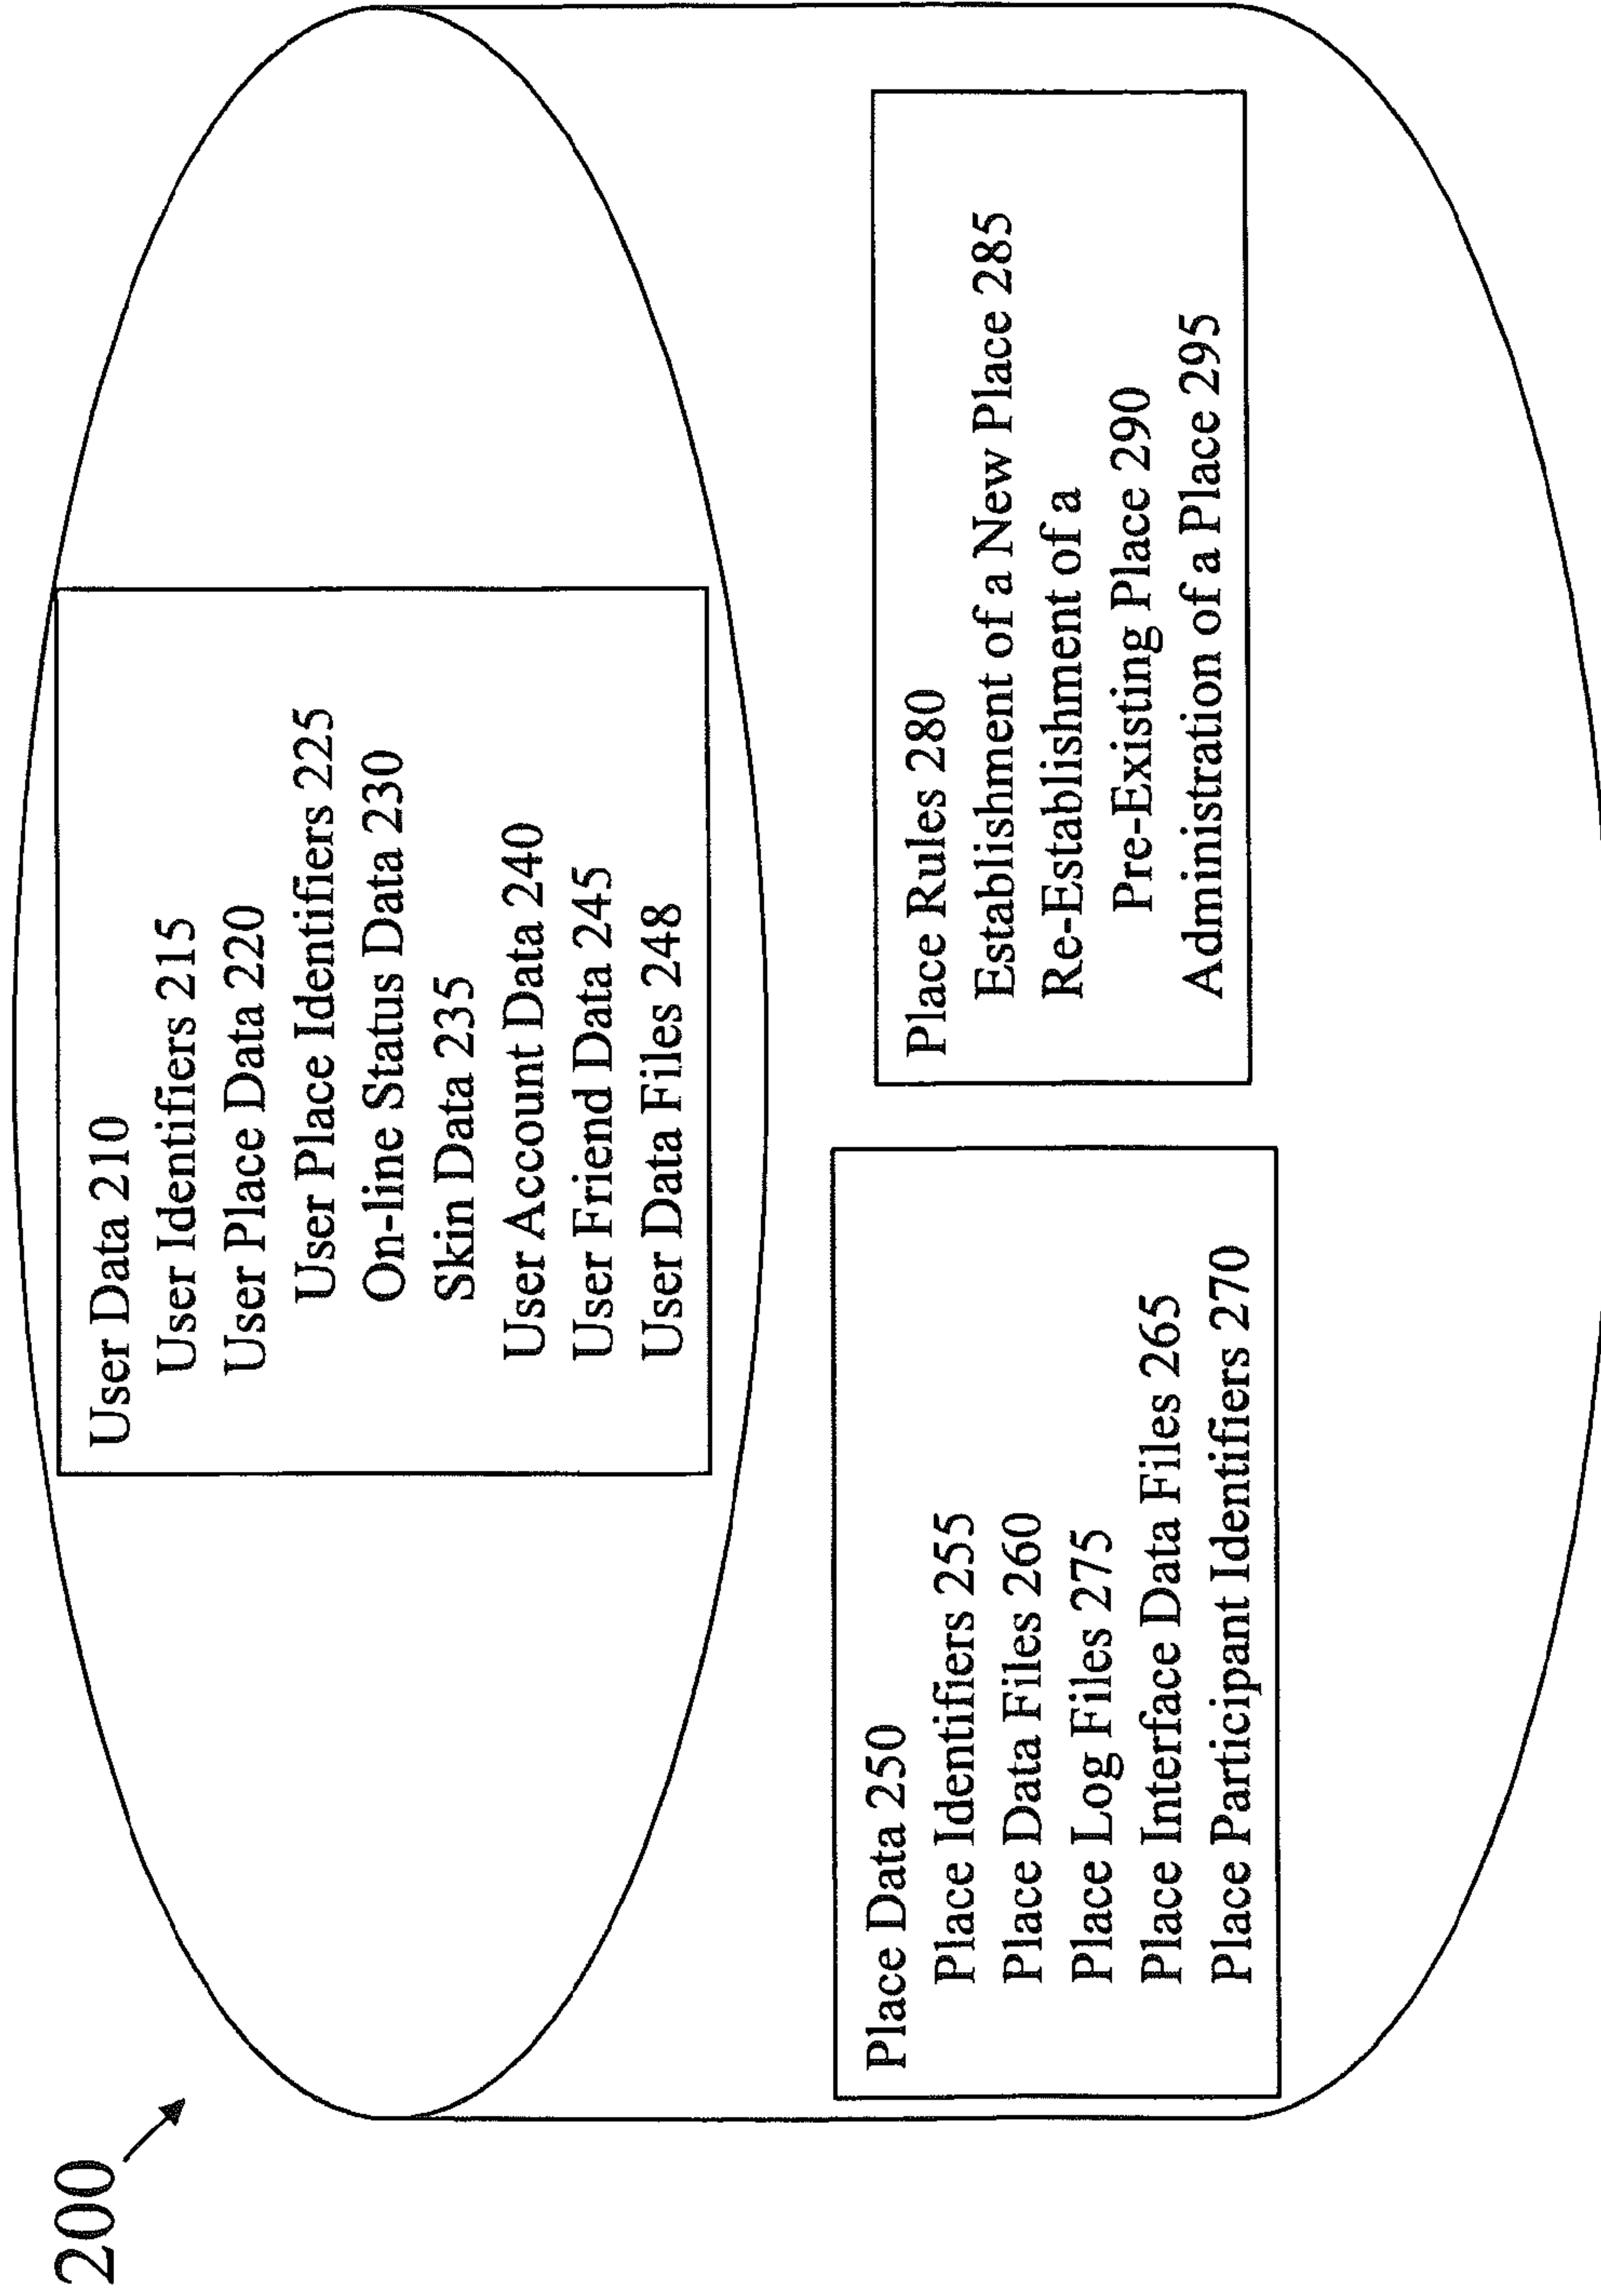 200
User Data 210
User Identifiers 215
User Place Data 220
User Place Identifiers 225
On-line Status Data 230
Skin Data 235
User Account Data 240
User Friend Data 245
User Data Files 248
Place Data 250
Place Identifiers 255
Place Data Files 260
Place Log Files 275
Place Interface Data Files 265
Place Participant Identifiers 270
Place Rules 280
Establishment of a New Place 285
Re-Establishment of a
Pre-Existing Place 290
Administration of a Place 295